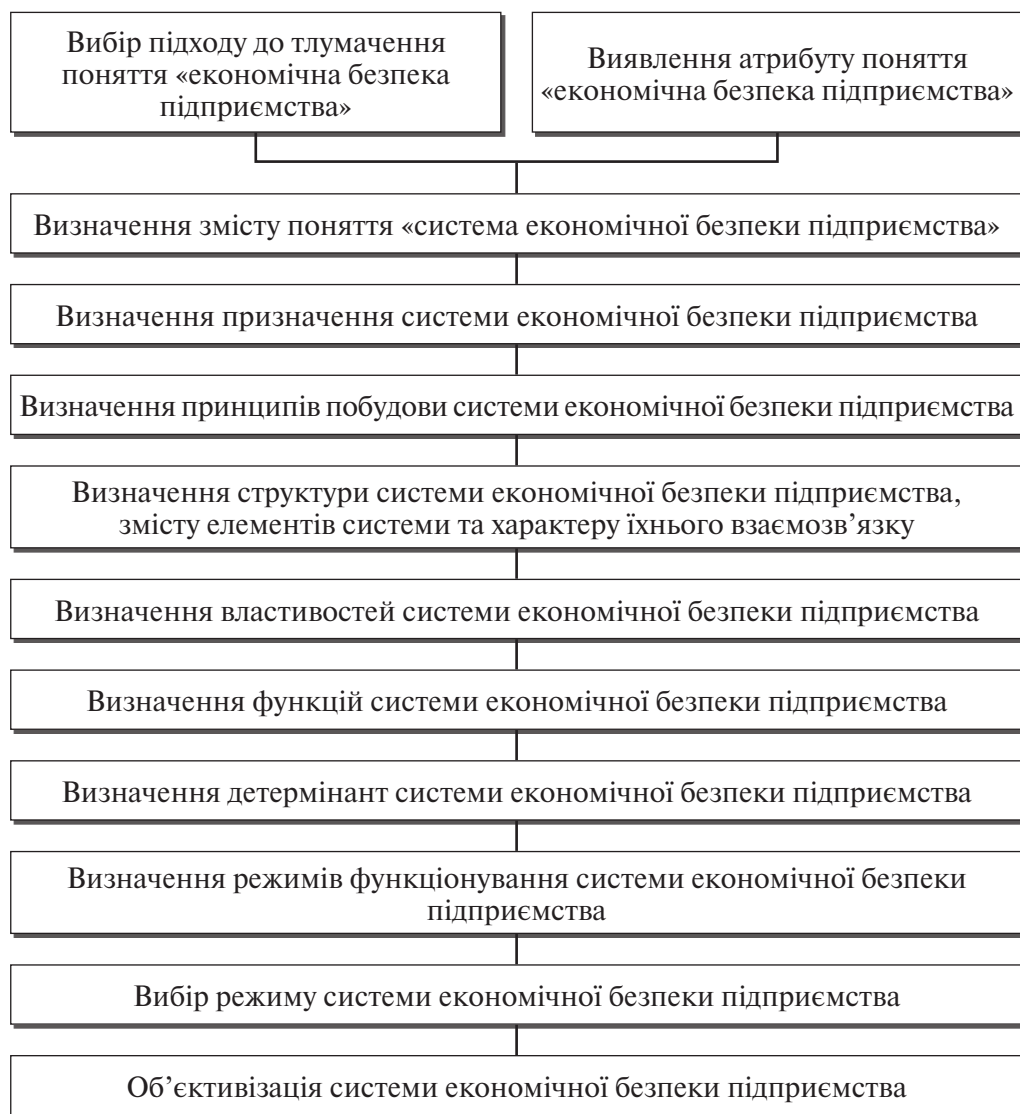 Вибір підходу до тлумачення
поняття «економічна безпека
підприємства»
Виявлення атрибуту поняття
«економічна безпека підприємства»
Визначення змісту поняття «система економічної безпеки підприємства»
Визначення призначення системи економічної безпеки підприємства
Визначення принципів побудови системи економічної безпеки підприємства
Визначення структури системи економічної безпеки підприємства,
змісту елементів системи та характеру їхнього взаємозв’язку
Визначення властивостей системи економічної безпеки підприємства
Визначення функцій системи економічної безпеки підприємства
Визначення детермінант системи економічної безпеки підприємства
Визначення режимів функціонування системи економічної безпеки
підприємства
Вибір режиму системи економічної безпеки підприємства
Об’єктивізація системи економічної безпеки підприємства